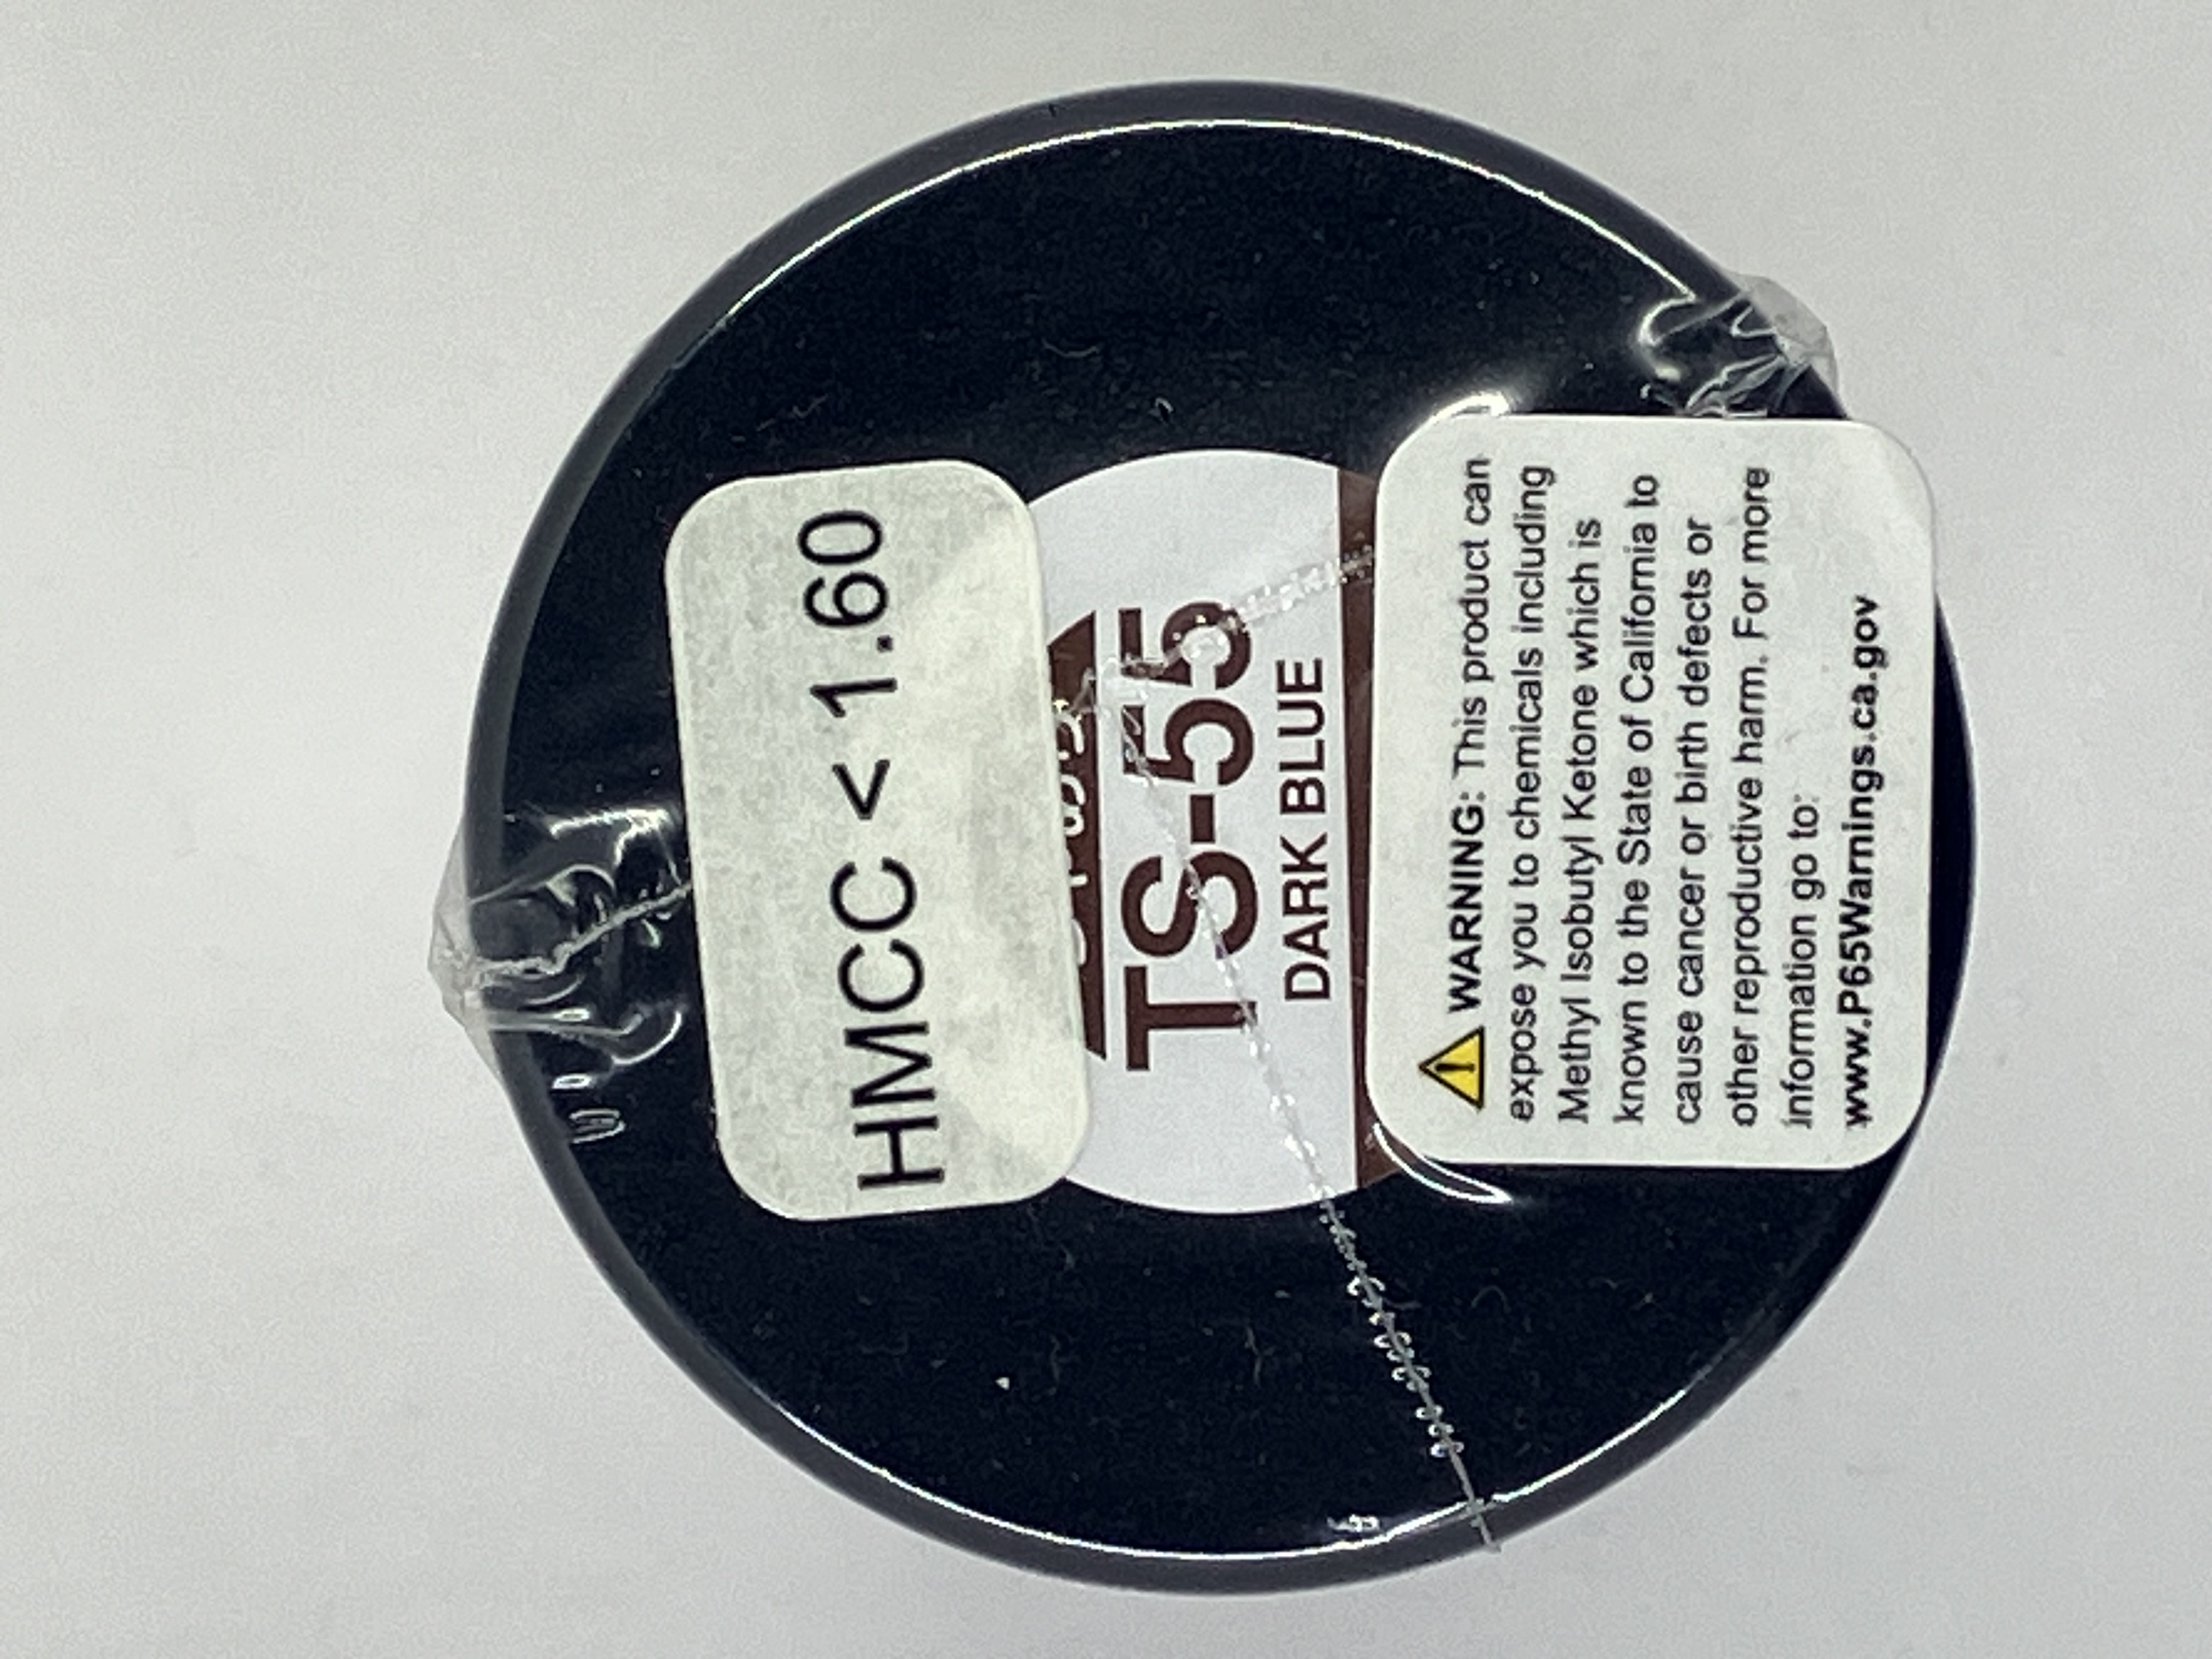 HMCC < 1.60
TS-55
DARK BLUE
WARNING: This product can
expose you to chemicals including
Methyl Isobutyl Ketone which is
known to the State of California to
cause cancer or birth defects or
other reproductive harm. For more
information go to:
www.P65Warnings.ca.gov